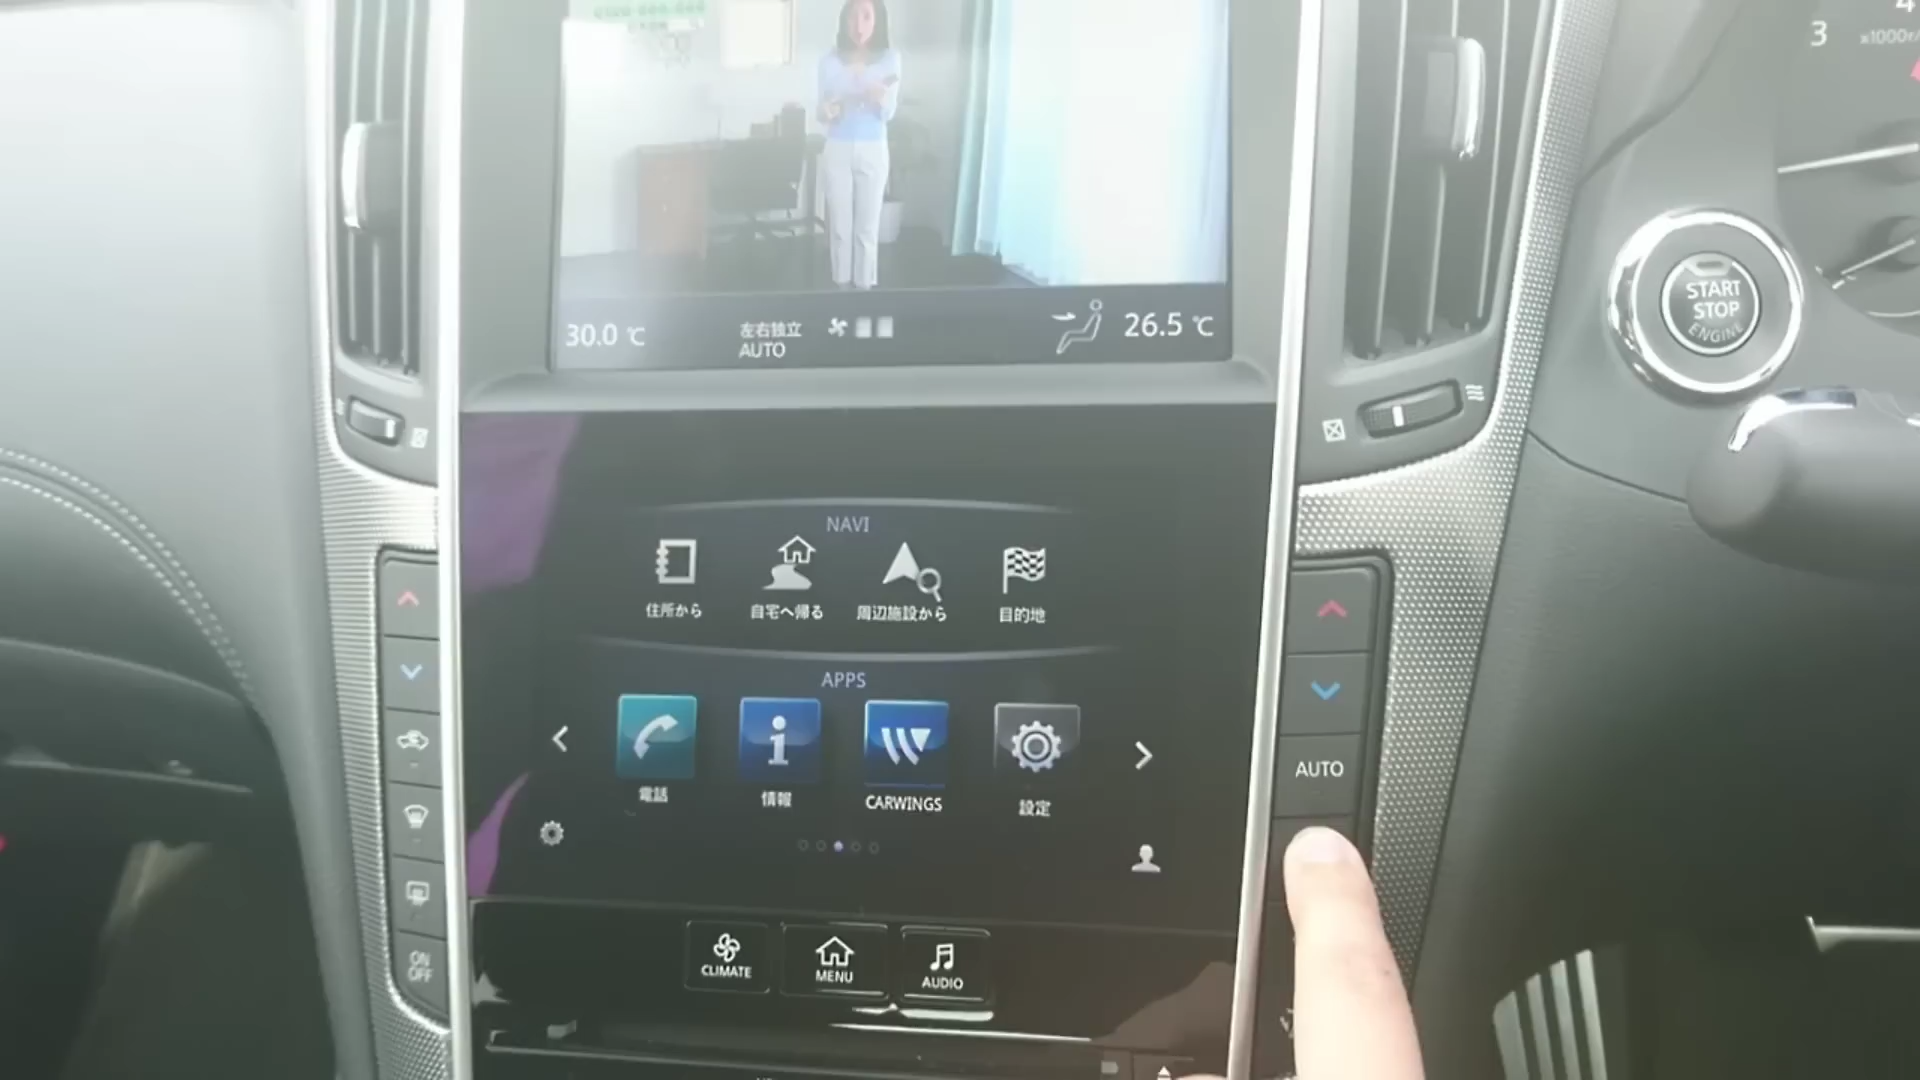 4
3
x1000r/
START
STOP
ENGINE
30.0 ℃
左右独立
AUTO
26.5 ℃
NAVI
住所から
自宅へ帰る
周辺施設から
目的地
APPS
電話
情報
CARWINGS
設定
AUTO
ON
OFF
CLIMATE
MENU
AUDIO